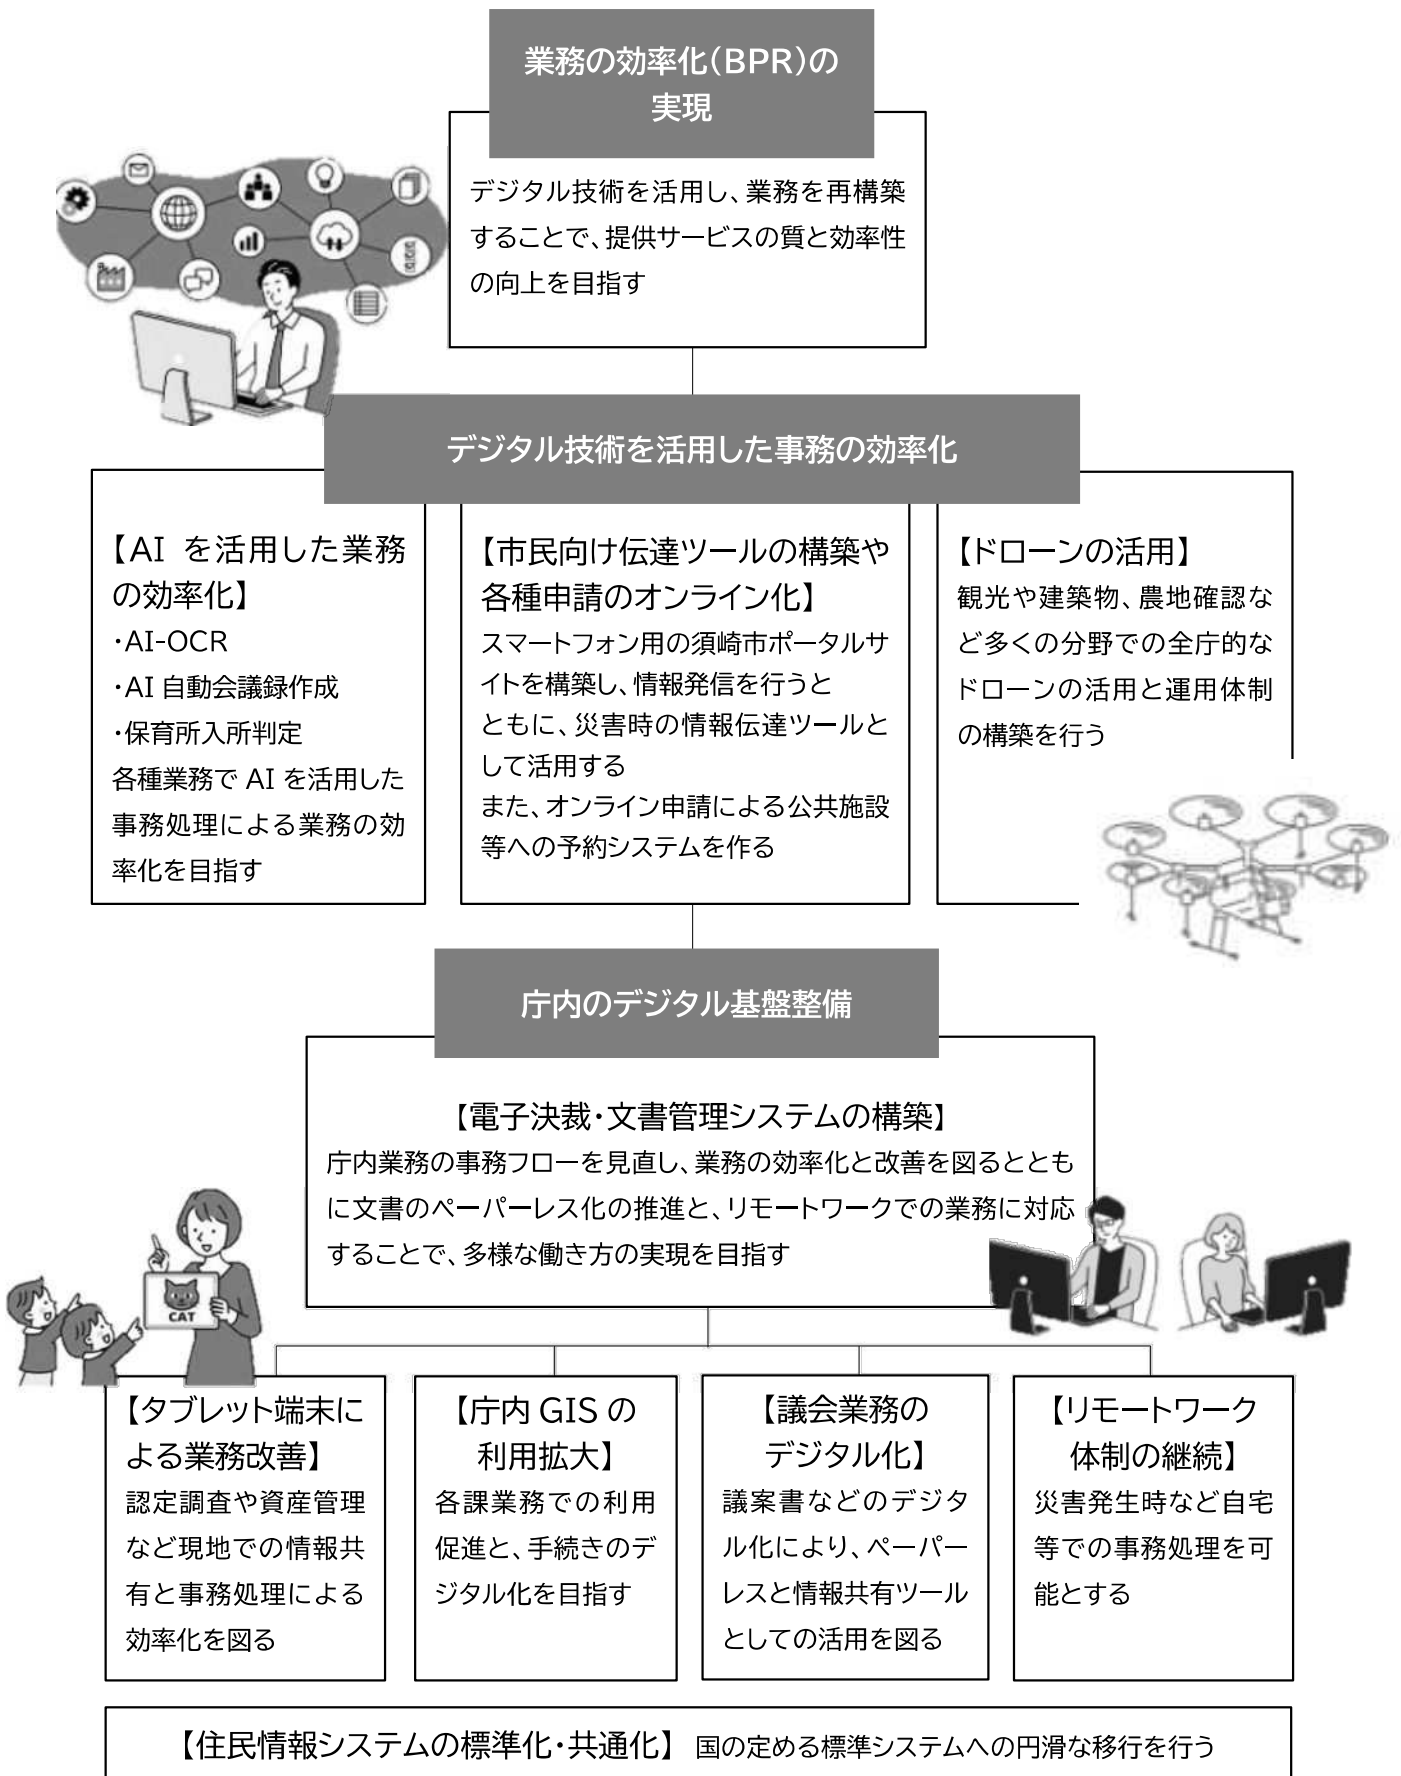 業務の効率化（BPR）の
実現
デジタル技術を活用し、業務を再構築
することで、提供サービスの質と効率性
の向上を目指す
デジタル技術を活用した事務の効率化
【AI を活用した業務
の効率化】
・AI-OCR
・AI 自動会議録作成
・保育所入所判定
各種業務で AI を活用した
事務処理による業務の効
率化を目指す
【市民向け伝達ツールの構築や
各種申請のオンライン化】
スマートフォン用の須崎市ポータルサ
イトを構築し、情報発信を行うと
ともに、災害時の情報伝達ツールと
して活用する
また、オンライン申請による公共施設
等への予約システムを作る
【ドローンの活用】
観光や建築物、農地確認な
ど多くの分野での全庁的な
ドローンの活用と運用体制
の構築を行う
庁内のデジタル基盤整備
【電子決裁・文書管理システムの構築】
庁内業務の事務フローを見直し、業務の効率化と改善を図るととも
に文書のペーパーレス化の推進と、リモートワークでの業務に対応
することで、多様な働き方の実現を目指す
CAT
【タブレット端末に
よる業務改善】
認定調査や資産管理
など現地での情報共
有と事務処理による
効率化を図る
【庁内 GIS の
利用拡大】
各課業務での利用
促進と、手続きのデ
ジタル化を目指す
【議会業務の
デジタル化】
議案書などのデジタ
ル化により、ペーパー
レスと情報共有ツール
としての活用を図る
【リモートワーク
体制の継続】
災害発生時など自宅
等での事務処理を可
能とする
【住民情報システムの標準化・共通化】 国の定める標準システムへの円滑な移行を行う